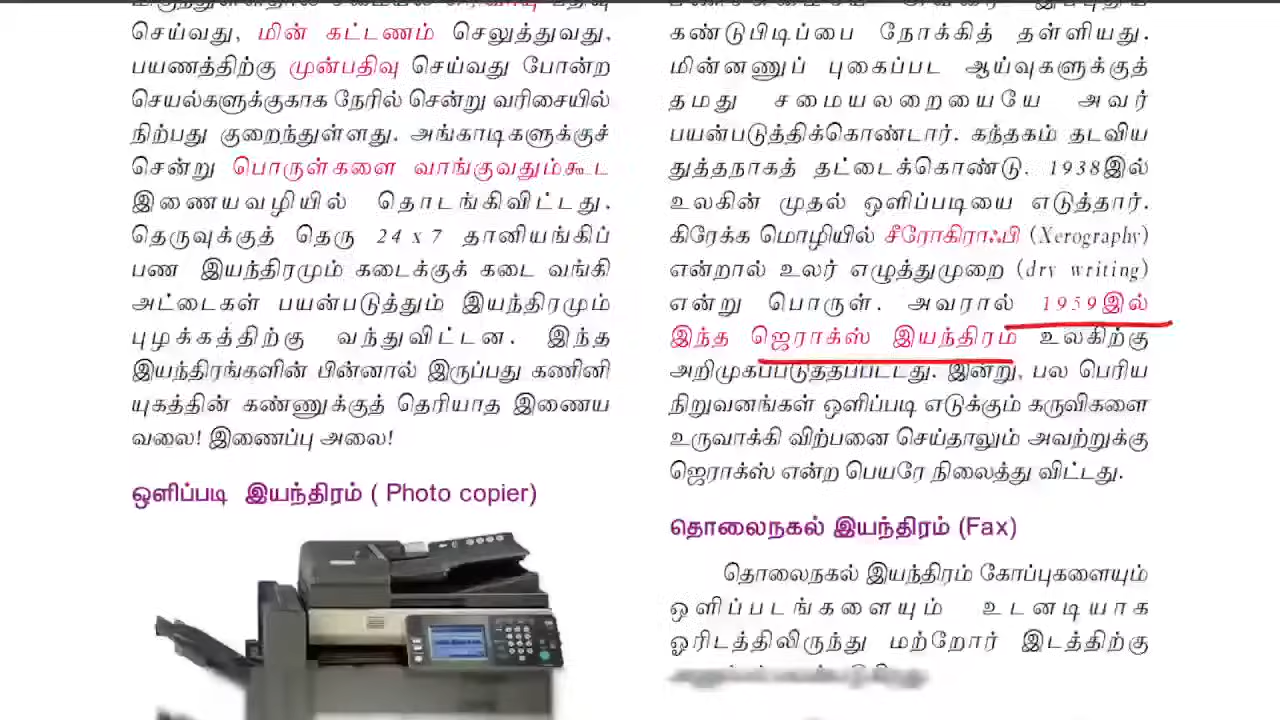 செய்வது, மின் கட்டணம் செலுத்துவது,
பயணத்திற்கு முன்பதிவு செய்வது போன்ற
செயல்களுக்குகாக நேரில் சென்று வரிசையில்
நிற்பது குறைந்துள்ளது. அங்காடிகளுக்குச்
சென்று பொருள்களை வாங்குவதும்கூட
இணையவழியில் தொடங்கிவிட்டது.
தெருவுக்குத் தெரு 24 x 7 தானியங்கிப்
பண இயந்திரமும் கடைக்குக் கடை வங்கி
அட்டைகள் பயன்படுத்தும் இயந்திரமும்
புழக்கத்திற்கு வந்துவிட்டன. இந்த
இயந்திரங்களின் பின்னால் இருப்பது கணினி
யுகத்தின் கண்ணுக்குத் தெரியாத இணைய
வலை! இணைப்பு அலை!
ஒளிப்படி இயந்திரம் ( Photo copier)
கண்டுபிடிப்பை நோக்கித் தள்ளியது.
மின்னணுப் புகைப்பட ஆய்வுகளுக்குத்
தமது சமையலறையையே அவர்
பயன்படுத்திக்கொண்டார். கந்தகம் தடவிய
துத்தநாகத் தட்டைக்கொண்டு. 1938இல்
உலகின் முதல் ஒளிப்படியை எடுத்தார்.
கிரேக்க மொழியில் சீரோகிராஃபி (Xerography)
என்றால் உலர் எழுத்துமுறை (dry writing)
என்று பொருள். அவரால் 1959இல்
இந்த ஜெராக்ஸ் இயந்திரம் உலகிற்கு
அறிமுகப்படுத்தப்பட்டது. இன்று, பல பெரிய
நிறுவனங்கள் ஒளிப்படி எடுக்கும் கருவிகளை
உருவாக்கி விற்பனை செய்தாலும் அவற்றுக்கு
ஜெராக்ஸ் என்ற பெயரே நிலைத்து விட்டது.
தொலைநகல் இயந்திரம் (Fax)
தொலைநகல் இயந்திரம் கோப்புகளையும்
ஒளிப்படங்களையும் உடனடியாக
ஓரிடத்திலிருந்து மற்றோர் இடத்திற்கு